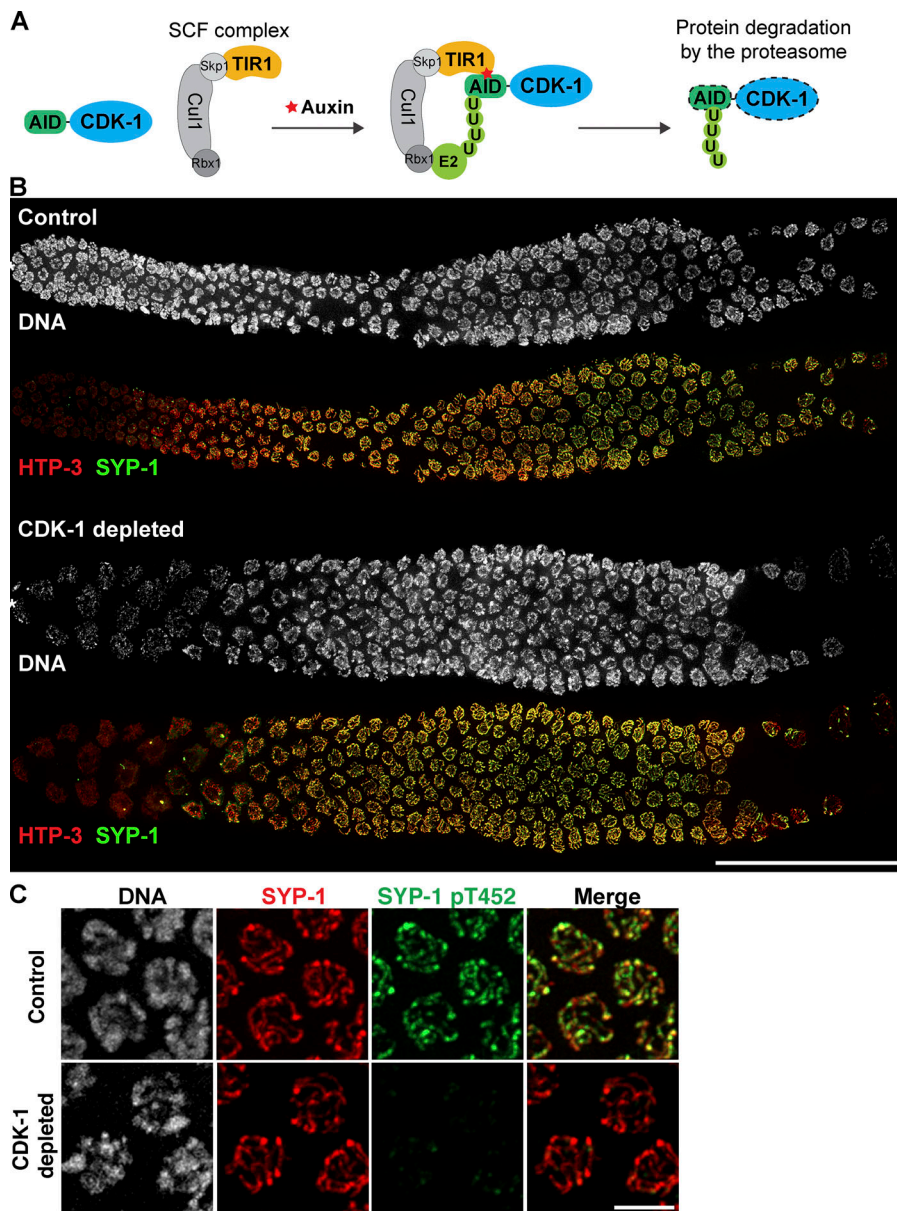 A
SCF complex
Protein degradation
by the proteasome
Skp1 TIR1
Cul1
Rbx1
AID CDK-1
Auxin
Skp1 TIR1
AID CDK-1
Cul1
U
U
U
U
Rbx1 E2
AID CDK-1
U
U
U
U
B
Control
DNA
HTP-3 SYP-1
CDK-1 depleted
DNA
HTP-3 SYP-1
C
DNA SYP-1 SYP-1 pT452 Merge
Control
CDK-1
depleted